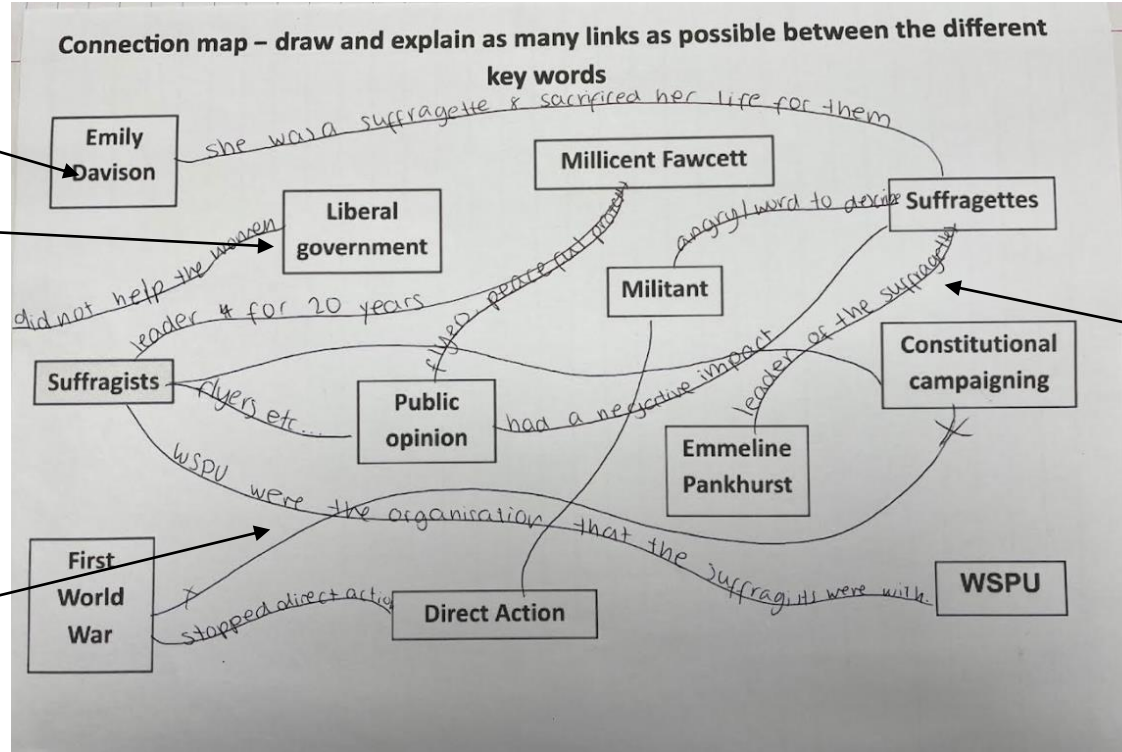 Connection map – draw and explain as many links as possible between the different
key words
she was a suffragette & sacrificed her life for them
Emily
Davison
Millicent Fawcett
Liberal
government
Suffragettes
angry/word to descibe
Militant
did not help the women
leader for 20 years
flyers, peaceful protests
leader of the suffragettes
Constitutional
campaigning
Suffragists
flyers etc...
Public
opinion
had a negative impact
Emmeline
Pankhurst
WSPU were the organisation that the suffragists were with.
First
World
War
stopped direct action
Direct Action
WSPU